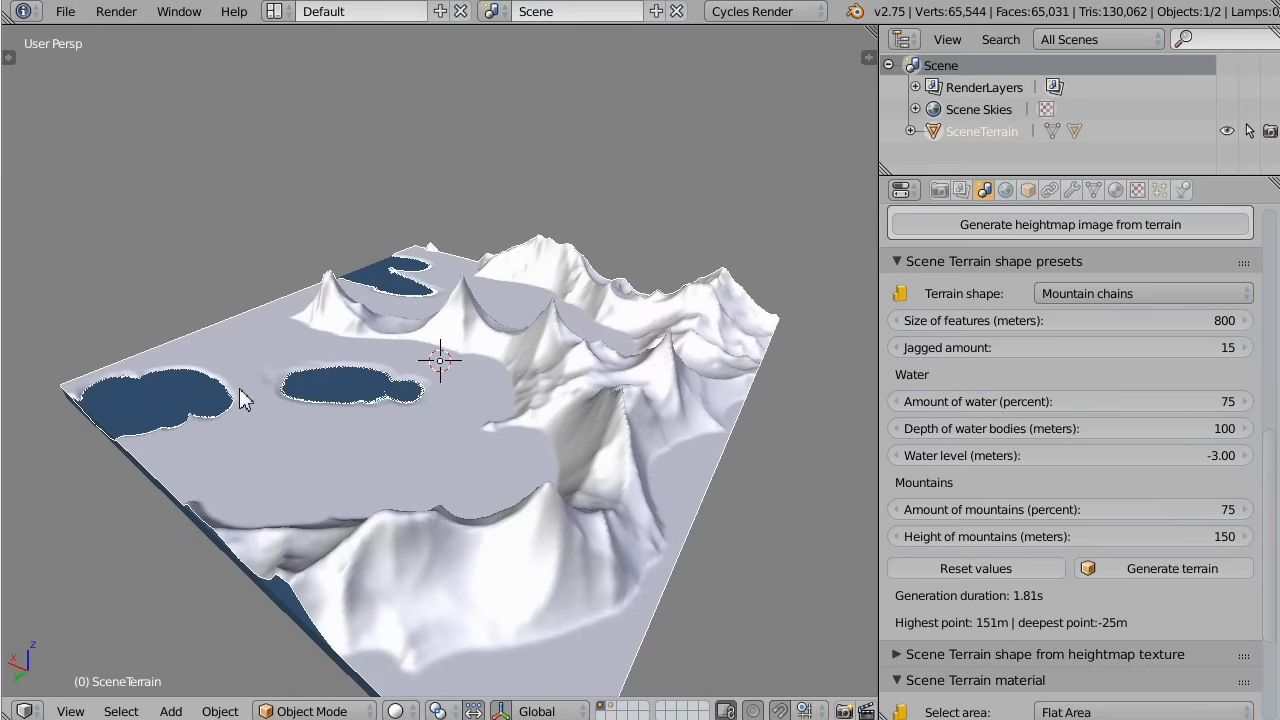 File Render Window Help Default Scene Cycles Render v2.75 | Verts:65,544 | Faces:65,031 | Tris:130,062 | Objects:1/2 | Lamps:0
User Persp
View Search All Scenes
Scene
RenderLayers
Scene Skies
SceneTerrain
Generate heightmap image from terrain
Scene Terrain shape presets
Terrain shape: Mountain chains
Size of features (meters): 800
Jagged amount: 15
Water
Amount of water (percent): 75
Depth of water bodies (meters): 100
Water level (meters): -3.00
Mountains
Amount of mountains (percent): 75
Height of mountains (meters): 150
Reset values Generate terrain
Generation duration: 1.81s
Highest point: 151m | deepest point:-25m
Scene Terrain shape from heightmap texture
Scene Terrain material
Select area: Flat Area
z
x
(0) SceneTerrain
View Select Add Object Object Mode Global